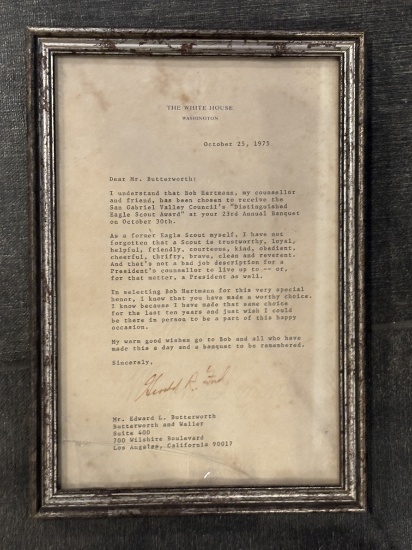 THE WHITE HOUSE
WASHINGTON
October 25, 1975
Dear Mr. Butterworth:
I understand that Bob Hartmann, my counsellor
and friend, has been chosen to receive the
San Gabriel Valley Council's "Distinguished
Eagle Scout Award" at your 23rd Annual Banquet
on October 30th.
As a former Eagle Scout myself, I have not
forgotten that a Scout is trustworthy, loyal,
helpful, friendly, courteous, kind, obedient,
cheerful, thrifty, brave, clean and reverent.
And that's not a bad job description for a
President's counsellor to live up to -- or,
for that matter, a President as well.
In selecting Bob Hartmann for this very special
honor, I know that you have made a worthy choice.
I know because I have made that same choice
for the last ten years and just wish I could
be there in person to be a part of this happy
occasion.
My warm good wishes go to Bob and all who have
made this a day and a banquet to be remembered.
Sincerely,
Gerald R. Ford
Mr. Edward L. Butterworth
Butterworth and Waller
Suite 400
700 Wilshire Boulevard
Los Angeles, California 90017